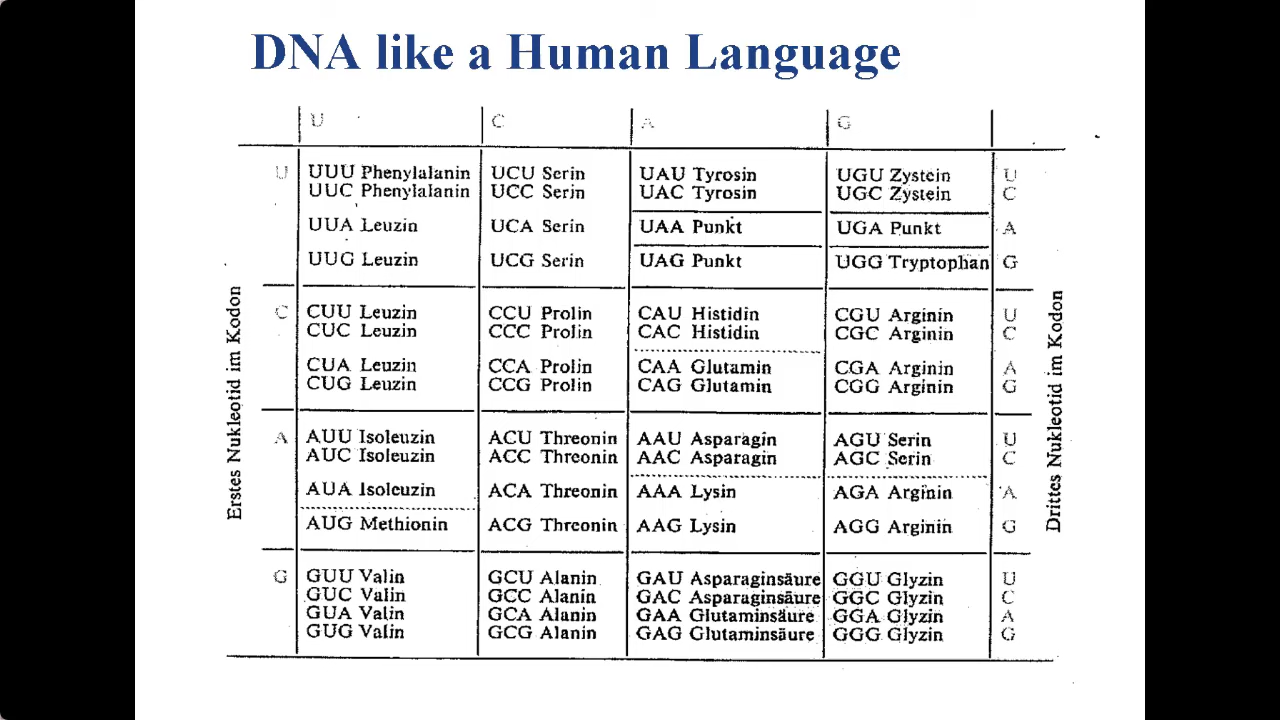 DNA like a Human Language
U C A G
U UUU Phenylalanin UCU Serin UAU Tyrosin UGU Zystein U
UUC Phenylalanin UCC Serin UAC Tyrosin UGC Zystein C
UUA Leuzin UCA Serin UAA Punkt UGA Punkt A
UUG Leuzin UCG Serin UAG Punkt UGG Tryptophan G
C CUU Leuzin CCU Prolin CAU Histidin CGU Arginin U
CUC Leuzin CCC Prolin CAC Histidin CGC Arginin C
CUA Leuzin CCA Prolin CAA Glutamin CGA Arginin A
CUG Leuzin CCG Prolin CAG Glutamin CGG Arginin G
A AUU Isoleuzin ACU Threonin AAU Asparagin AGU Serin U
AUC Isoleuzin ACC Threonin AAC Asparagin AGC Serin C
AUA Isoleuzin ACA Threonin AAA Lysin AGA Arginin A
AUG Methionin ACG Threonin AAG Lysin AGG Arginin G
G GUU Valin GCU Alanin GAU Asparaginsäure GGU Glyzin U
GUC Valin GCC Alanin GAC Asparaginsäure GGC Glyzin C
GUA Valin GCA Alanin GAA Glutaminsäure GGA Glyzin A
GUG Valin GCG Alanin GAG Glutaminsäure GGG Glyzin G
Erstes Nukleotid im Kodon
Drittes Nukleotid im Kodon